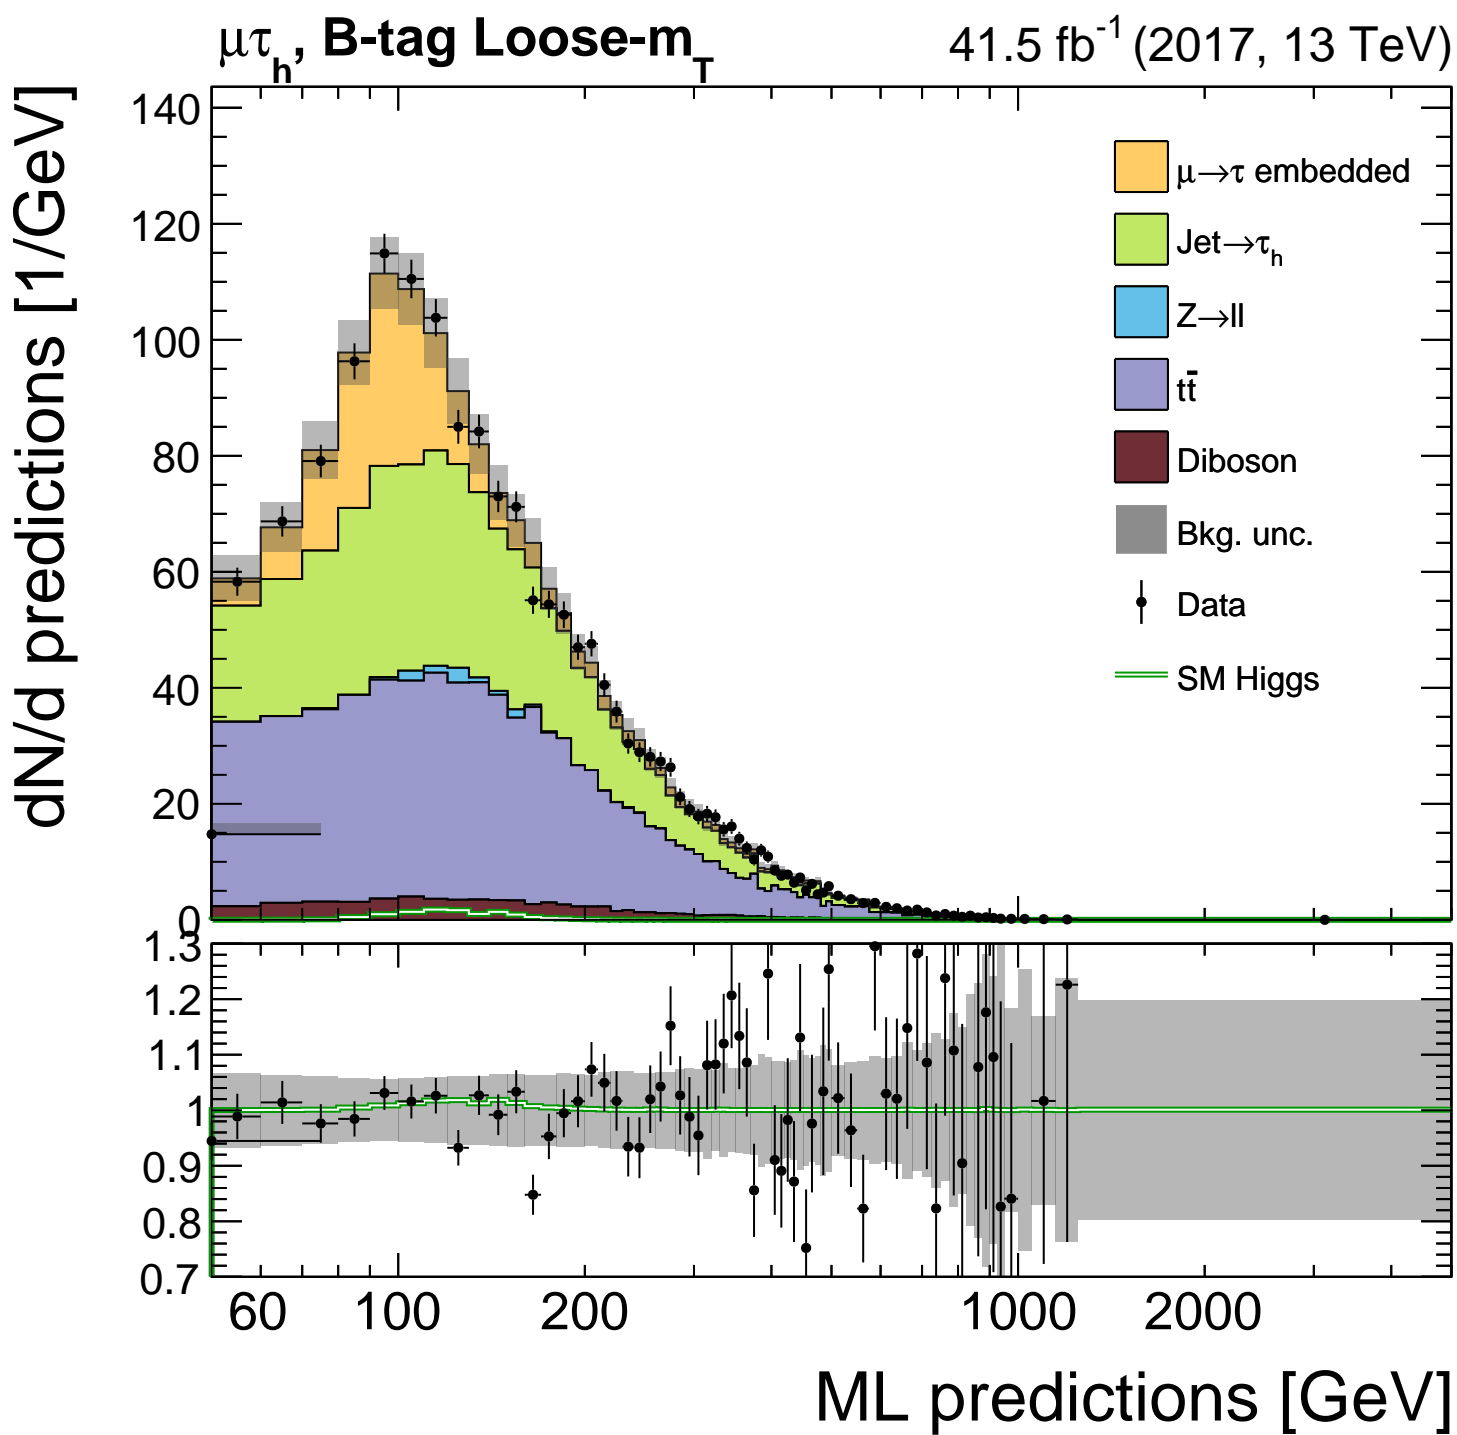 μτh, B-tag Loose-mT
41.5 fb-1 (2017, 13 TeV)
dN/d predictions [1/GeV]
140
120
100
80
60
40
20
0
μ→τ embedded
Jet→τh
Z→ll
tt̄
Diboson
Bkg. unc.
Data
SM Higgs
1.3
1.2
1.1
1
0.9
0.8
0.7
60 100 200 1000 2000
ML predictions [GeV]